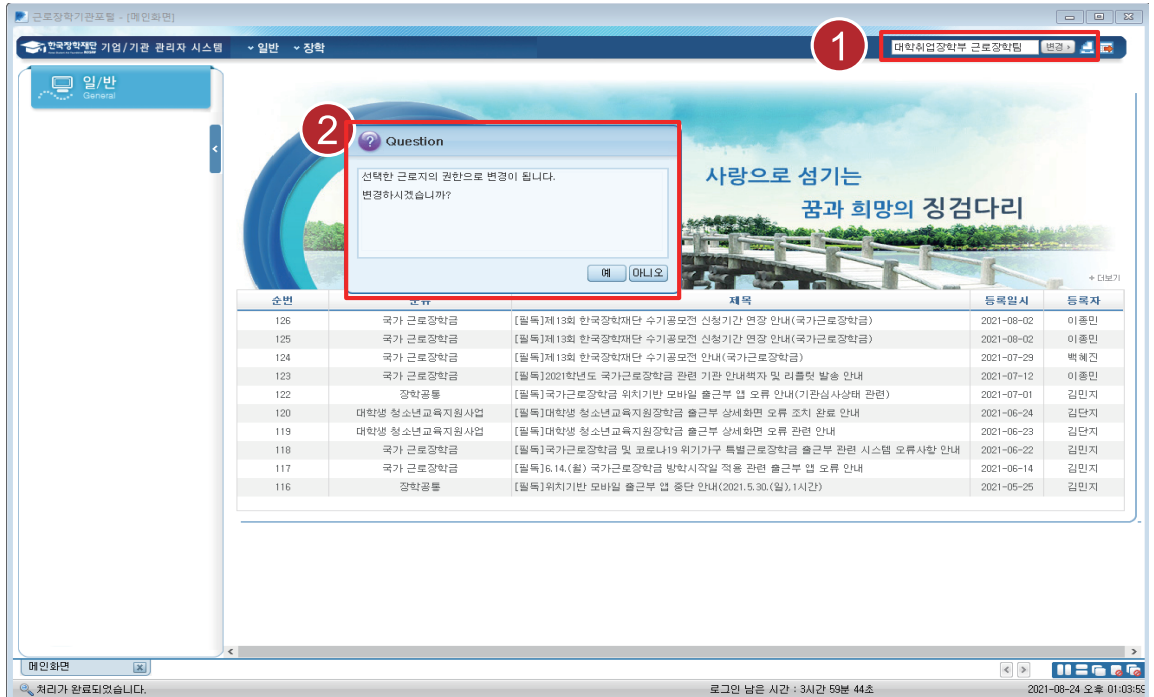 근로장학기관포털 - [메인화면]
한국장학재단 기업/기관 관리자 시스템 일반 장학
1
대학취업장학부 근로장학팀 변경
일/반
General
2
Question
선택한 근로지의 권한으로 변경이 됩니다.
변경하시겠습니까?
예 아니오
사랑으로 섬기는
꿈과 희망의 징검다리
+ 더보기
순번 분류 제목 등록일시 등록자
126 국가 근로장학금 [필독]제13회 한국장학재단 수기공모전 신청기간 연장 안내(국가근로장학금) 2021-08-02 이종민
125 국가 근로장학금 [필독]제13회 한국장학재단 수기공모전 신청기간 연장 안내(국가근로장학금) 2021-08-02 이종민
124 국가 근로장학금 [필독]제13회 한국장학재단 수기공모전 안내(국가근로장학금) 2021-07-29 백혜진
123 국가 근로장학금 [필독]2021학년도 국가근로장학금 관련 기관 안내책자 및 리플릿 발송 안내 2021-07-12 이종민
122 장학공통 [필독]국가근로장학금 위치기반 모바일 출근부 앱 오류 안내(기관심사상태 관련) 2021-07-01 김민지
120 대학생 청소년교육지원사업 [필독]대학생 청소년교육지원장학금 출근부 상세화면 오류 조치 완료 안내 2021-06-24 김단지
119 대학생 청소년교육지원사업 [필독]대학생 청소년교육지원장학금 출근부 상세화면 오류 관련 안내 2021-06-23 김단지
118 국가 근로장학금 [필독]국가근로장학금 및 코로나19 위기가구 특별근로장학금 출근부 관련 시스템 오류사항 안내 2021-06-22 김민지
117 국가 근로장학금 [필독]6.14.(월) 국가근로장학금 방학시작일 적용 관련 출근부 앱 오류 안내 2021-06-14 김민지
116 장학공통 [필독]위치기반 모바일 출근부 앱 중단 안내(2021.5.30.(일),1시간) 2021-05-25 김민지
메인화면
처리가 완료되었습니다. 로그인 남은 시간 : 3시간 59분 44초 2021-08-24 오후 01:03:59